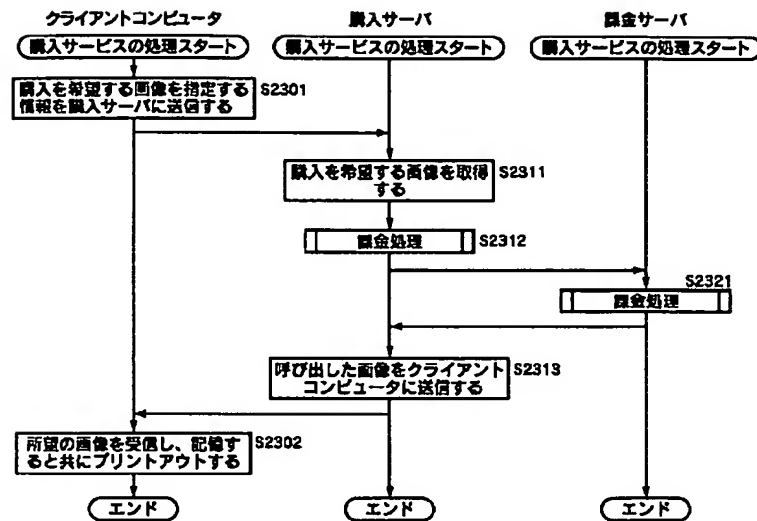 クライアントコンピュータ
購入サーバ
課金サーバ
購入サービスの処理スタート
購入サービスの処理スタート
購入サービスの処理スタート
購入を希望する画像を指定する
情報を購入サーバに送信する
S2301
購入を希望する画像を取得
する
S2311
課金処理
S2312
S2321
課金処理
呼び出した画像をクライアント
コンピュータに送信する
S2313
所望の画像を受信し、記憶す
ると共にプリントアウトする
S2302
エンド
エンド
エンド